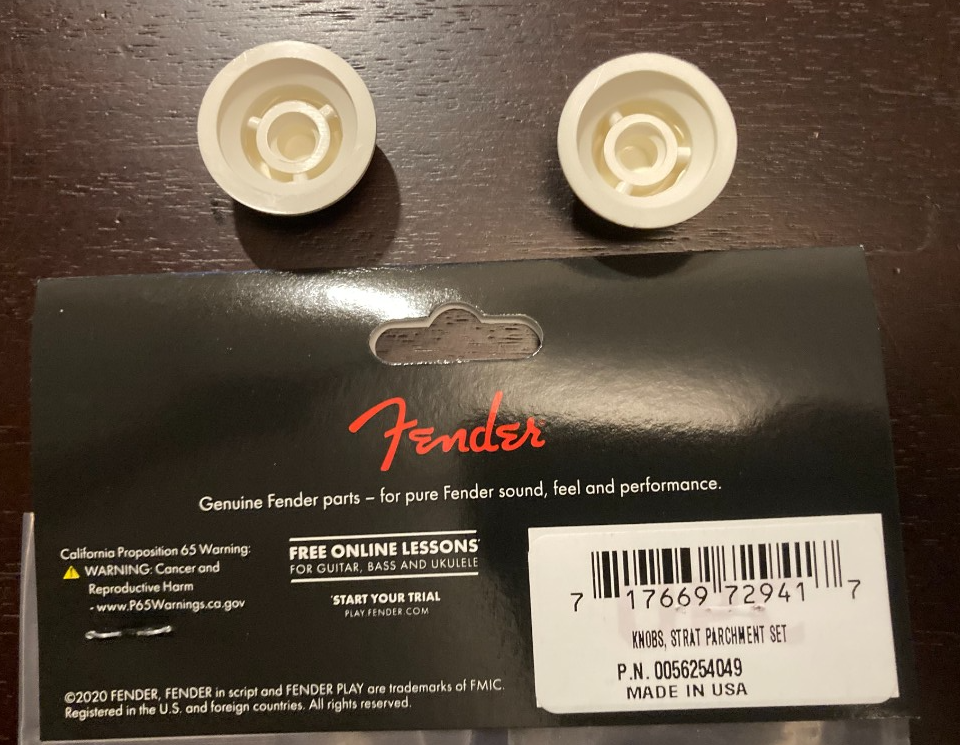 Fender
Genuine Fender parts – for pure Fender sound, feel and performance.
California Proposition 65 Warning:
WARNING: Cancer and
Reproductive Harm
- www.P65Warnings.ca.gov
FREE ONLINE LESSONS*
FOR GUITAR, BASS AND UKULELE
*START YOUR TRIAL
PLAY.FENDER.COM
©2020 FENDER, FENDER in script and FENDER PLAY are trademarks of FMIC.
Registered in the U.S. and foreign countries. All rights reserved.
7 17669 72941 7
KNOBS, STRAT PARCHMENT SET
P.N. 0056254049
MADE IN USA